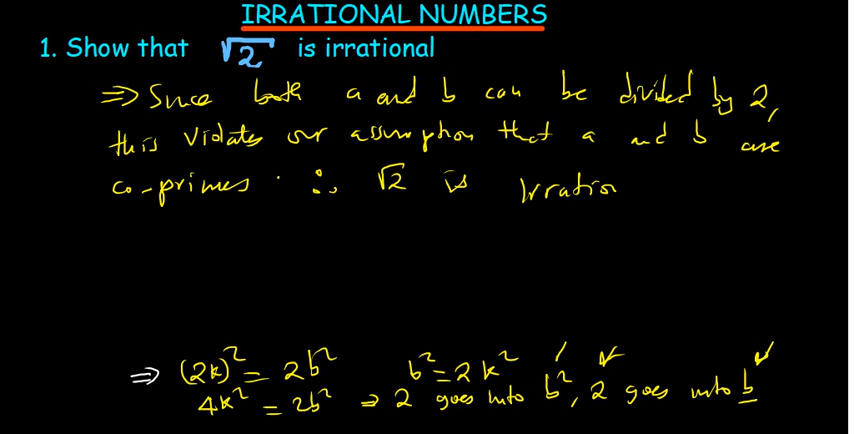 IRRATIONAL NUMBERS
1. Show that √2 is irrational
⇒ Since both a and b can be divided by 2,
this violates our assumption that a and b are
co-primes. ∴ √2 is Irration
⇒ (2k)² = 2b² b² = 2k² ✓ ✓ ✓
4k² = 2b² ⇒ 2 goes into b², 2 goes into b